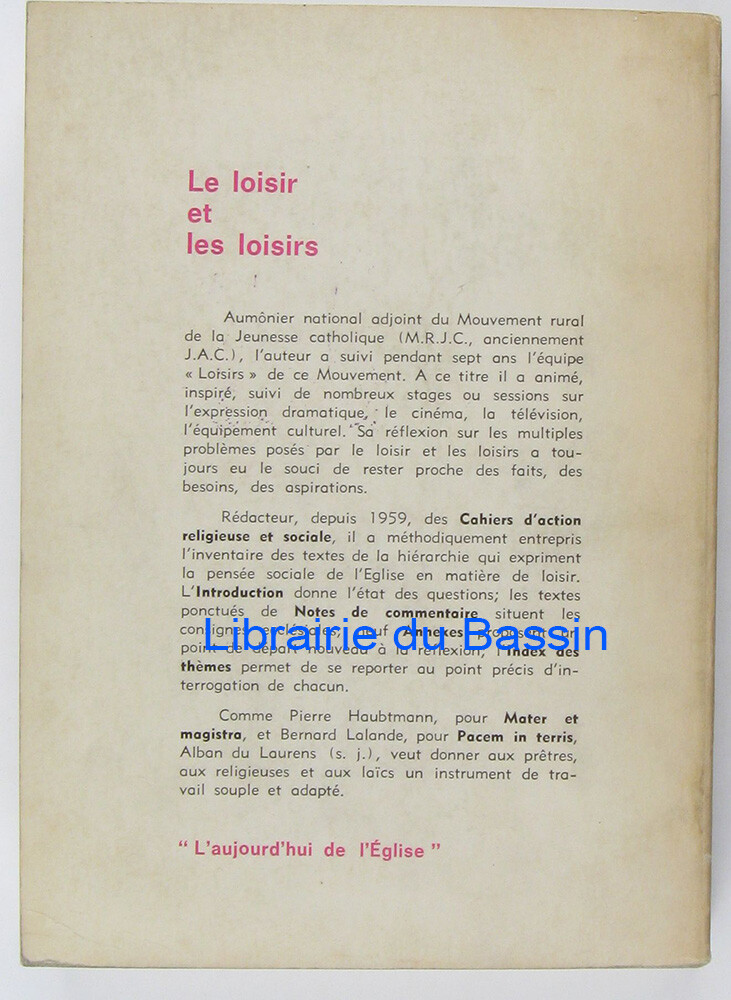 Le loisir
et
les loisirs
Aumônier national adjoint du Mouvement rural
de la Jeunesse catholique (M.R.J.C., anciennement
J.A.C.), l'auteur a suivi pendant sept ans l'équipe
« Loisirs » de ce Mouvement. A ce titre il a animé,
inspiré, suivi de nombreux stages ou sessions sur
l'expression dramatique, le cinéma, la télévision,
l'équipement culturel. Sa réflexion sur les multiples
problèmes posés par le loisir et les loisirs a tou-
jours eu le souci de rester proche des faits, des
besoins, des aspirations.
Rédacteur, depuis 1959, des Cahiers d'action
religieuse et sociale, il a méthodiquement entrepris
l'inventaire des textes de la hiérarchie qui expriment
la pensée sociale de l'Eglise en matière de loisir.
L'Introduction donne l'état des questions; les textes
ponctués de Notes de commentaire situent les
consignes ecclésiales; neuf Annexes proposent un
Librairie du Bassin
point de départ nouveau à la réflexion; l'Index des
thèmes permet de se reporter au point précis d'in-
terrogation de chacun.
Comme Pierre Haubtmann, pour Mater et
magistra, et Bernard Lalande, pour Pacem in terris,
Alban du Laurens (s. j.), veut donner aux prêtres,
aux religieuses et aux laïcs un instrument de tra-
vail souple et adapté.
" L'aujourd'hui de l'Église "